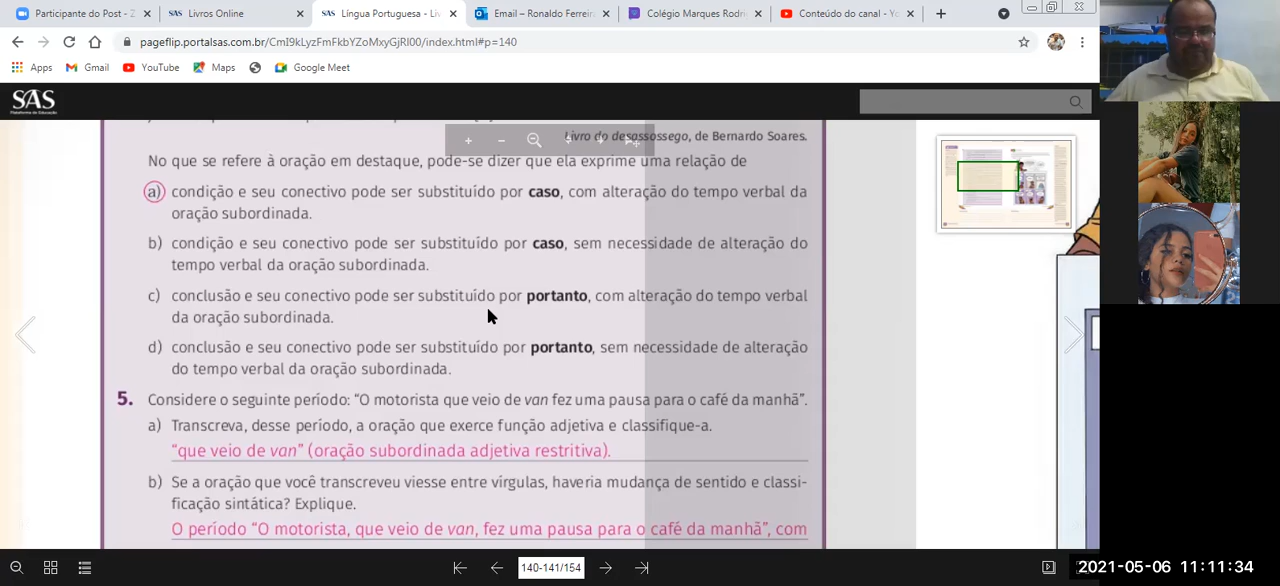 Participante do Post - Z
Livros Online
Língua Portuguesa - Liv
Email – Ronaldo Ferreira
Colégio Marques Rodri
Conteúdo do canal - Yo
pageflip.portalsas.com.br/CmI9kLyzFmFkbYZoMxyGjRI00/index.html#p=140
Apps
Gmail
YouTube
Maps
Google Meet
SAS
Plataforma de Educação
Livro do desassossego, de Bernardo Soares.
No que se refere à oração em destaque, pode-se dizer que ela exprime uma relação de
a) condição e seu conectivo pode ser substituído por caso, com alteração do tempo verbal da
oração subordinada.
b) condição e seu conectivo pode ser substituído por caso, sem necessidade de alteração do
tempo verbal da oração subordinada.
c) conclusão e seu conectivo pode ser substituído por portanto, com alteração do tempo verbal
da oração subordinada.
d) conclusão e seu conectivo pode ser substituído por portanto, sem necessidade de alteração
do tempo verbal da oração subordinada.
5. Considere o seguinte período: “O motorista que veio de van fez uma pausa para o café da manhã”.
a) Transcreva, desse período, a oração que exerce função adjetiva e classifique-a.
“que veio de van” (oração subordinada adjetiva restritiva).
b) Se a oração que você transcreveu viesse entre vírgulas, haveria mudança de sentido e classi-
ficação sintática? Explique.
O período “O motorista, que veio de van, fez uma pausa para o café da manhã”, com
140-141/154
2021-05-06 11:11:34